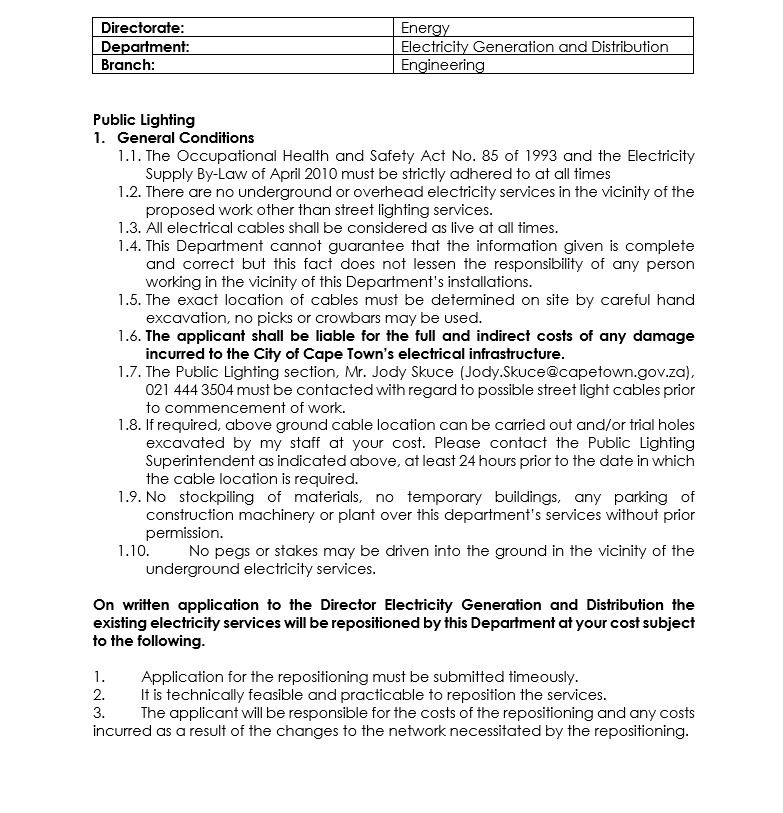 Directorate: Energy
Department: Electricity Generation and Distribution
Branch: Engineering
Public Lighting
1. General Conditions
1.1. The Occupational Health and Safety Act No. 85 of 1993 and the Electricity
Supply By-Law of April 2010 must be strictly adhered to at all times
1.2. There are no underground or overhead electricity services in the vicinity of the
proposed work other than street lighting services.
1.3. All electrical cables shall be considered as live at all times.
1.4. This Department cannot guarantee that the information given is complete
and correct but this fact does not lessen the responsibility of any person
working in the vicinity of this Department's installations.
1.5. The exact location of cables must be determined on site by careful hand
excavation, no picks or crowbars may be used.
1.6. The applicant shall be liable for the full and indirect costs of any damage
incurred to the City of Cape Town's electrical infrastructure.
1.7. The Public Lighting section, Mr. Jody Skuce (Jody.Skuce@capetown.gov.za),
021 444 3504 must be contacted with regard to possible street light cables prior
to commencement of work.
1.8. If required, above ground cable location can be carried out and/or trial holes
excavated by my staff at your cost. Please contact the Public Lighting
Superintendent as indicated above, at least 24 hours prior to the date in which
the cable location is required.
1.9. No stockpiling of materials, no temporary buildings, any parking of
construction machinery or plant over this department's services without prior
permission.
1.10. No pegs or stakes may be driven into the ground in the vicinity of the
underground electricity services.
On written application to the Director Electricity Generation and Distribution the
existing electricity services will be repositioned by this Department at your cost subject
to the following.
1. Application for the repositioning must be submitted timeously.
2. It is technically feasible and practicable to reposition the services.
3. The applicant will be responsible for the costs of the repositioning and any costs
incurred as a result of the changes to the network necessitated by the repositioning.